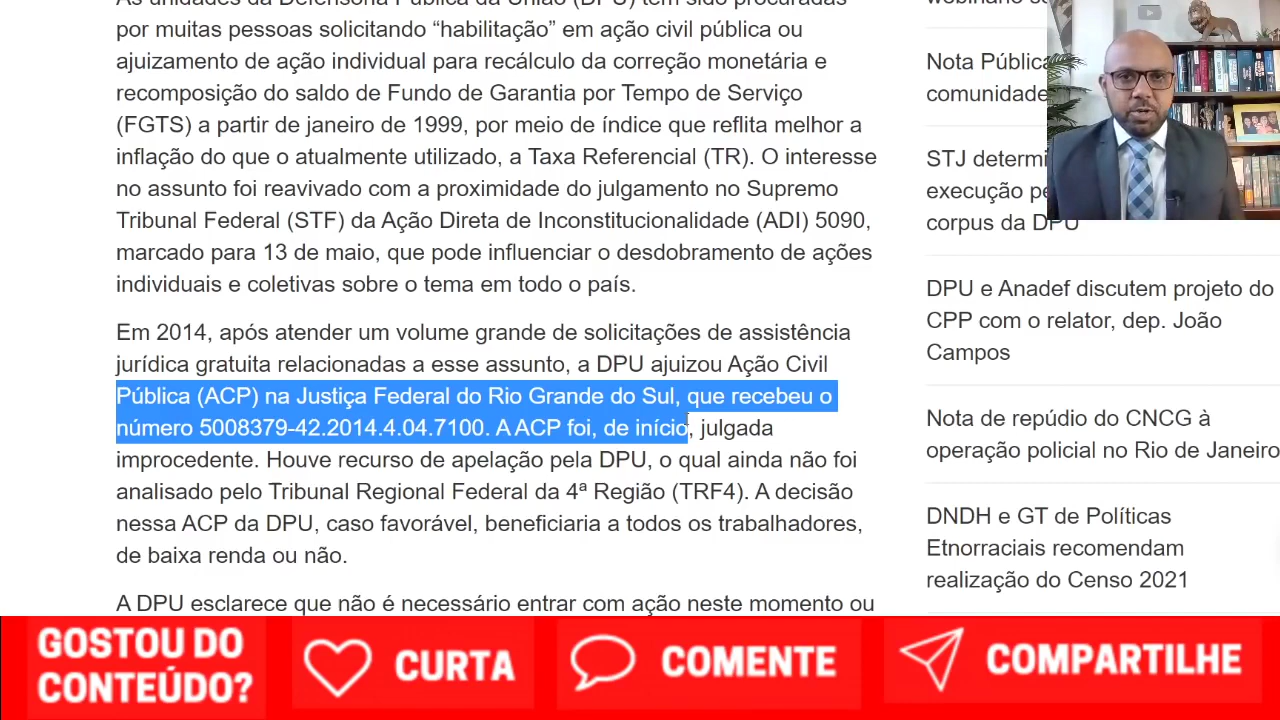 As unidades da Defensoria Pública da União (DPU) têm sido procuradas
por muitas pessoas solicitando “habilitação” em ação civil pública ou
ajuizamento de ação individual para recálculo da correção monetária e
recomposição do saldo de Fundo de Garantia por Tempo de Serviço
(FGTS) a partir de janeiro de 1999, por meio de índice que reflita melhor a
inflação do que o atualmente utilizado, a Taxa Referencial (TR). O interesse
no assunto foi reavivado com a proximidade do julgamento no Supremo
Tribunal Federal (STF) da Ação Direta de Inconstitucionalidade (ADI) 5090,
marcado para 13 de maio, que pode influenciar o desdobramento de ações
individuais e coletivas sobre o tema em todo o país.
Em 2014, após atender um volume grande de solicitações de assistência
jurídica gratuita relacionadas a esse assunto, a DPU ajuizou Ação Civil
Pública (ACP) na Justiça Federal do Rio Grande do Sul, que recebeu o
número 5008379-42.2014.4.04.7100. A ACP foi, de início, julgada
improcedente. Houve recurso de apelação pela DPU, o qual ainda não foi
analisado pelo Tribunal Regional Federal da 4ª Região (TRF4). A decisão
nessa ACP da DPU, caso favorável, beneficiaria a todos os trabalhadores,
de baixa renda ou não.
A DPU esclarece que não é necessário entrar com ação neste momento ou
Nota Pública
comunidade
STJ determi
execução pe
corpus da DPU
DPU e Anadef discutem projeto do
CPP com o relator, dep. João
Campos
Nota de repúdio do CNCG à
operação policial no Rio de Janeiro
DNDH e GT de Políticas
Etnorraciais recomendam
realização do Censo 2021
GOSTOU DO
CONTEÚDO?
CURTA
COMENTE
COMPARTILHE